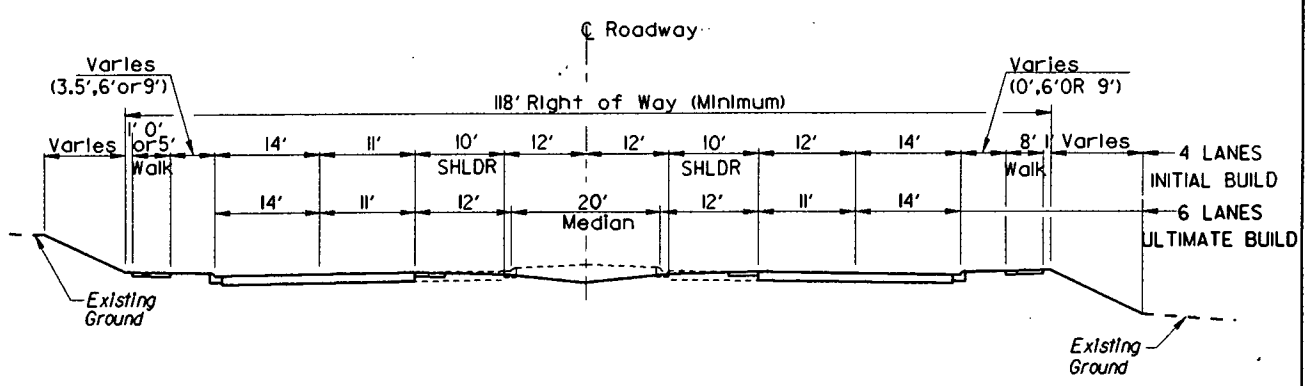 ℄ Roadway
Varies
(3.5',6'or9')
Varies
(0',6'OR 9')
118' Right of Way (Minimum)
Varies 1' 0' or5' Walk 14' 11' 10' SHLDR 12' 12' 10' SHLDR 12' 14' 8' Walk 1' Varies 4 LANES INITIAL BUILD
14' 11' 12' 20' Median 12' 11' 14' 6 LANES ULTIMATE BUILD
Existing
Ground
Existing
Ground